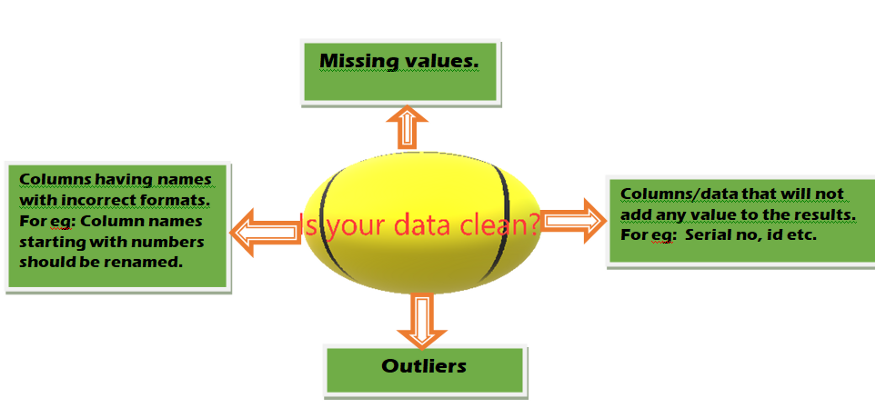 Missing values.
Columns having names
with incorrect formats.
For eg: Column names
starting with numbers
should be renamed.
Is your data clean?
Columns/data that will not
add any value to the results.
For eg:  Serial no, id etc.
Outliers